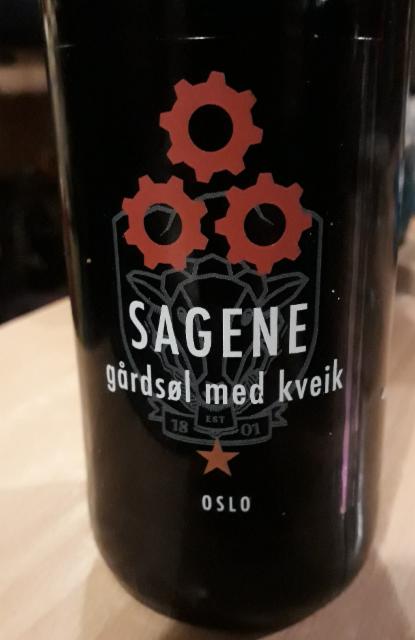 SAGENE
gårdsøl med kveik
EST
18 01
OSLO